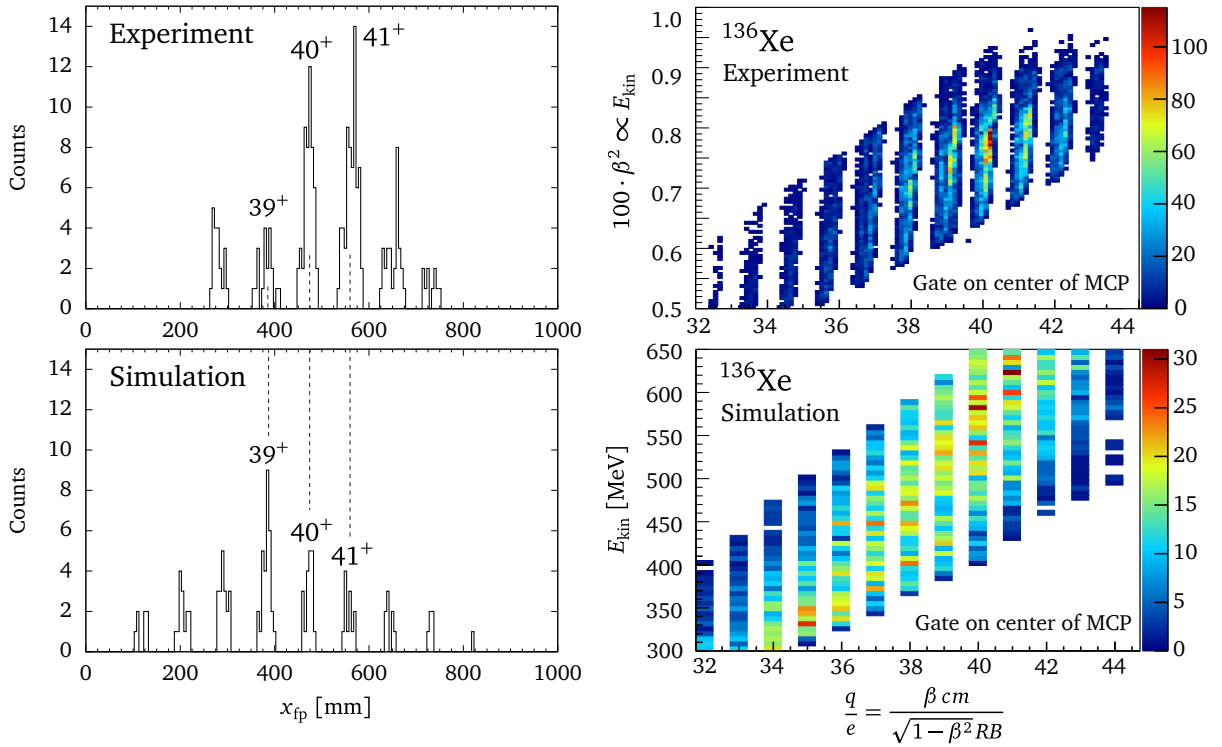 Experiment
Counts
14
12
10
8
6
4
2
0
39⁺
40⁺
41⁺
0 200 400 600 800 1000
Simulation
Counts
14
12
10
8
6
4
2
0
39⁺
40⁺
41⁺
0 200 400 600 800 1000
x_fp [mm]
¹³⁶Xe
Experiment
Gate on center of MCP
100 · β² ∝ E_kin
1.0
0.9
0.8
0.7
0.6
0.5
32 34 36 38 40 42 44
100
80
60
40
20
0
¹³⁶Xe
Simulation
Gate on center of MCP
E_kin [MeV]
650
600
550
500
450
400
350
300
32 34 36 38 40 42 44
30
25
20
15
10
5
0
q/e = β cm / √(1 − β²) RB